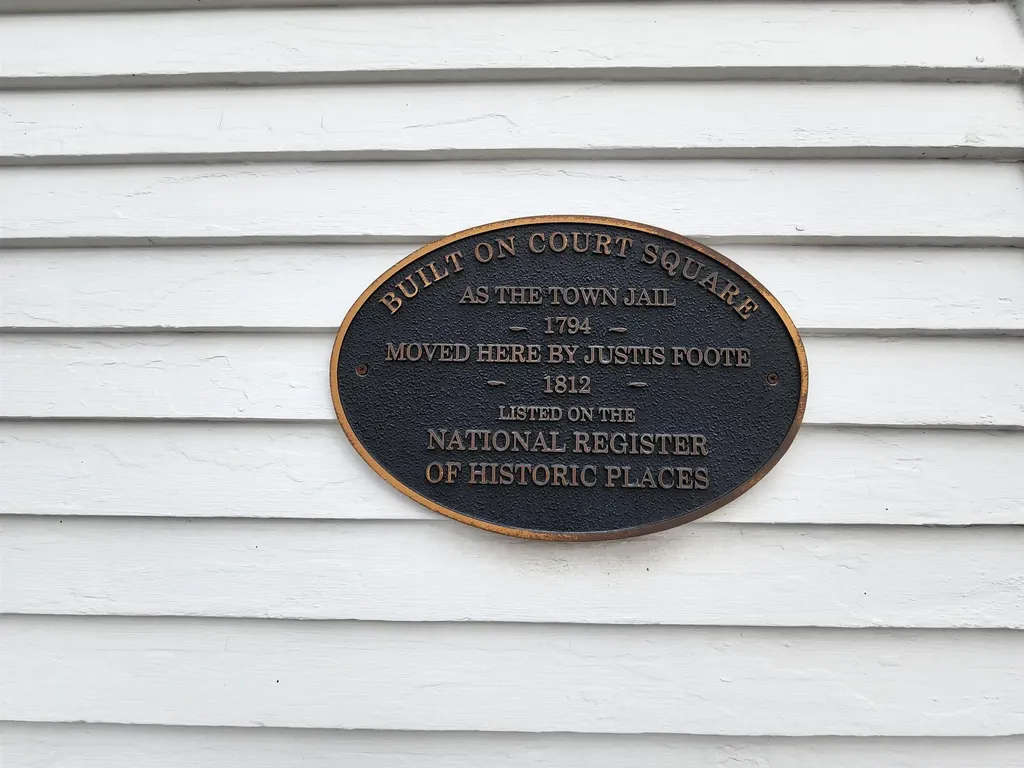 BUILT ON COURT SQUARE
AS THE TOWN JAIL
– 1794 –
MOVED HERE BY JUSTIS FOOTE
– 1812 –
LISTED ON THE
NATIONAL REGISTER
OF HISTORIC PLACES